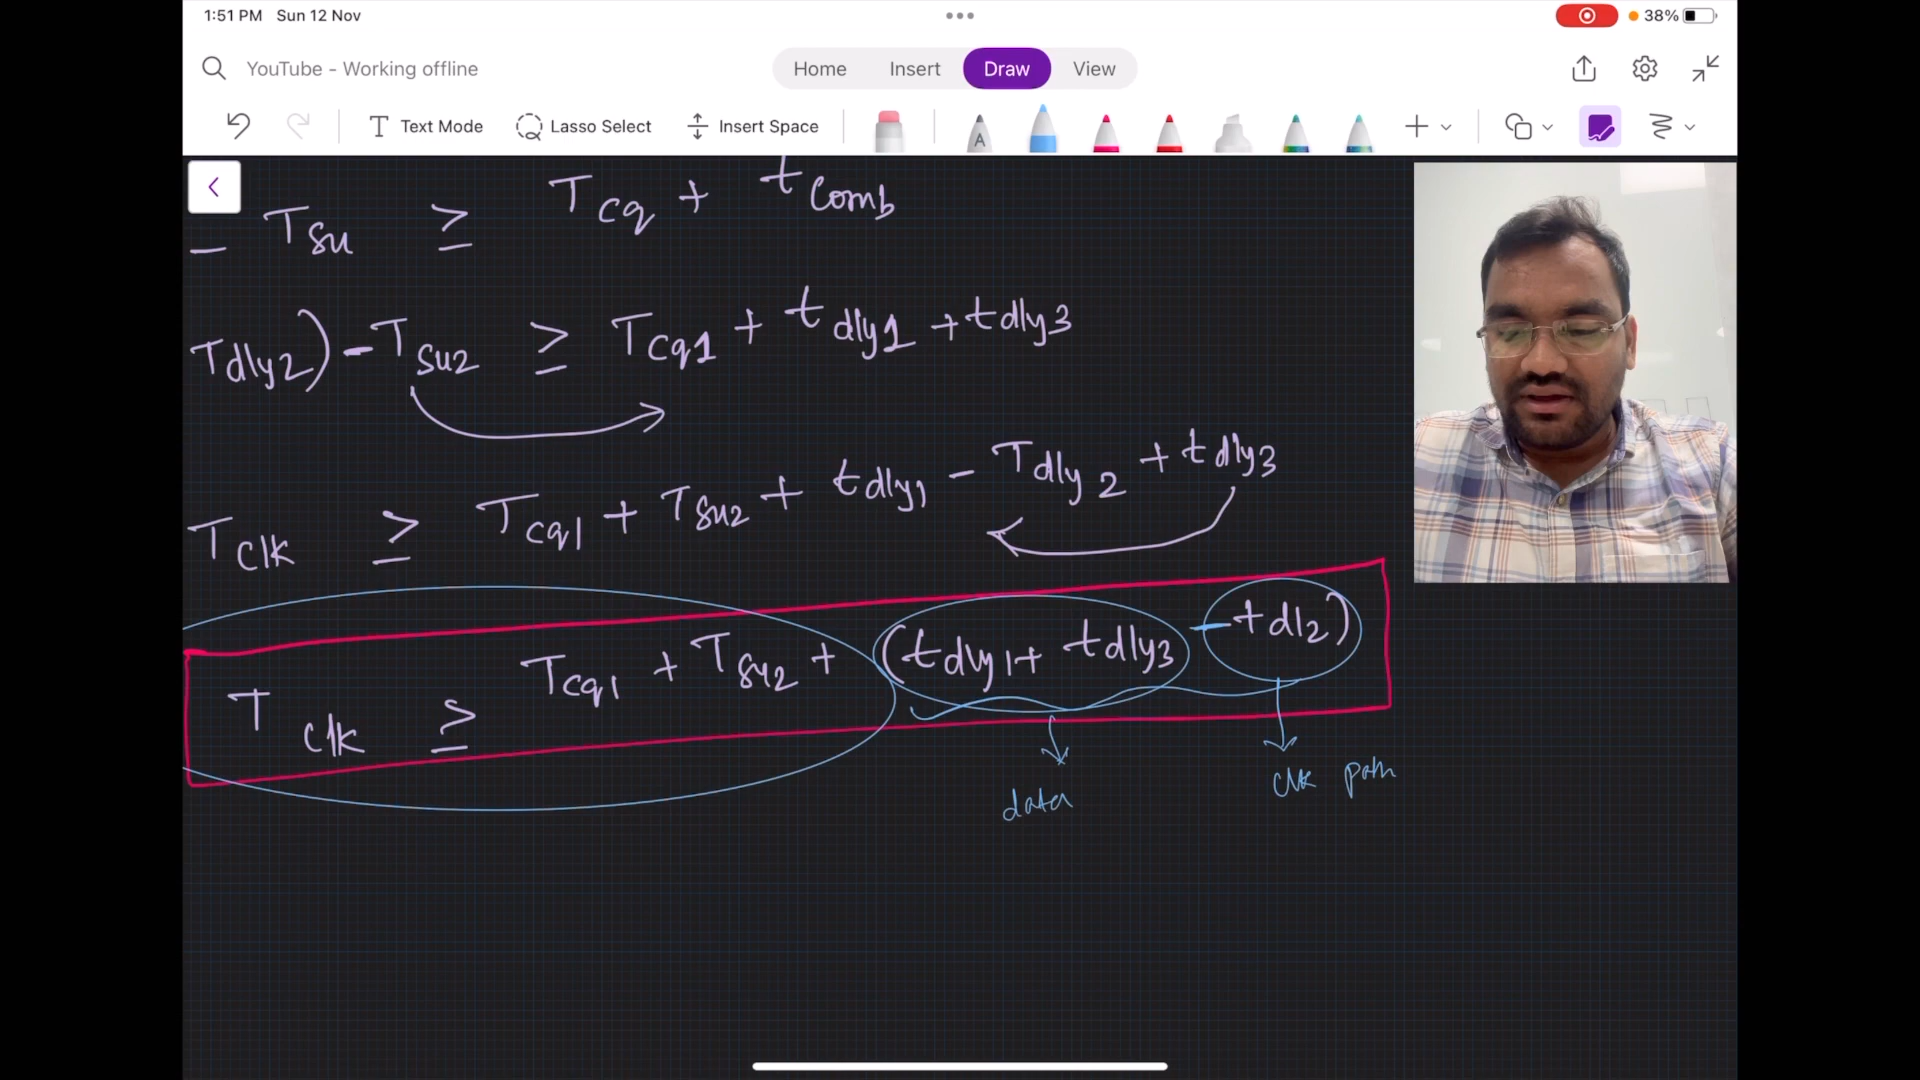 1:51 PM Sun 12 Nov
38%
YouTube - Working offline
Home Insert Draw View
Text Mode Lasso Select Insert Space
A
- Tsu ≥ Tcq + tcomb
Tdly2) - Tsu2 ≥ Tcq1 + tdly1 + tdly3
Tclk ≥ Tcq1 + Tsu2 + tdly1 - Tdly2 + tdly3
Tclk ≥ Tcq1 + Tsu2 + (tdly1 + tdly3 - tdl2)
data
clk path